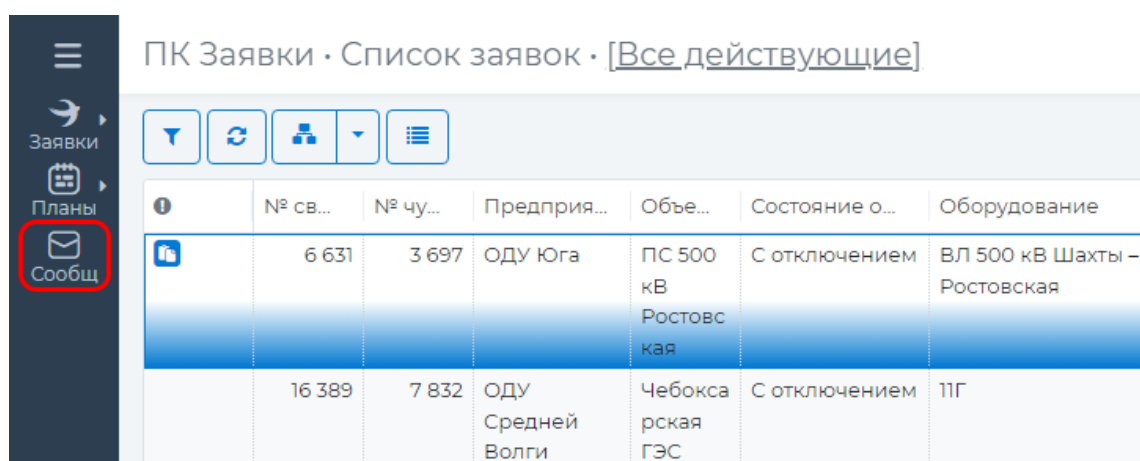 ПК Заявки · Список заявок · [Все действующие]
Заявки
Планы
Сообщ
№ св... № чу... Предприя... Объе... Состояние о... Оборудование
6 631 3 697 ОДУ Юга ПС 500 С отключением ВЛ 500 кВ Шахты –
кВ Ростовская
Ростовс
кая
16 389 7 832 ОДУ Чебокса С отключением 11Г
Средней рская
Волги ГЭС